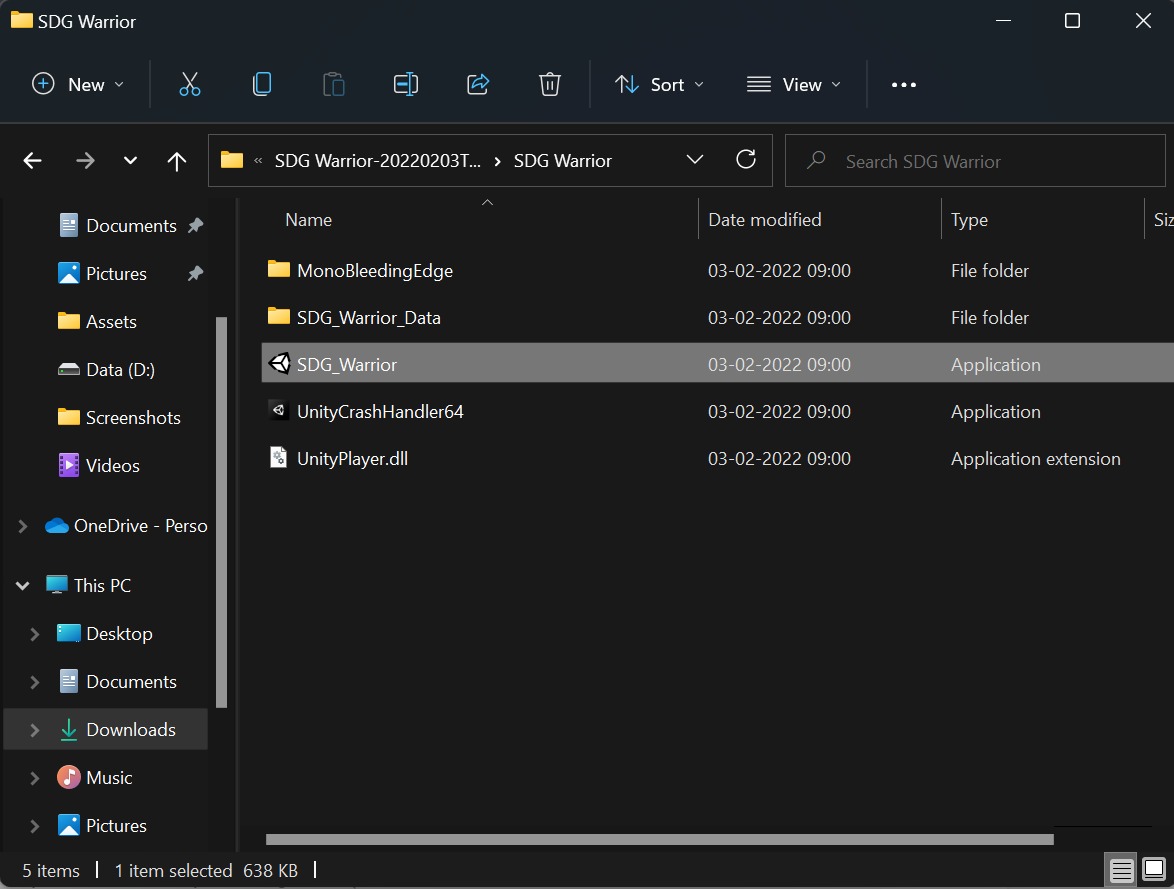 SDG Warrior
New
Sort
View
« SDG Warrior-20220203T... › SDG Warrior
Search SDG Warrior
Documents
Pictures
Assets
Data (D:)
Screenshots
Videos
OneDrive - Perso
This PC
Desktop
Documents
Downloads
Music
Pictures
Name Date modified Type Siz
MonoBleedingEdge 03-02-2022 09:00 File folder
SDG_Warrior_Data 03-02-2022 09:00 File folder
SDG_Warrior 03-02-2022 09:00 Application
UnityCrashHandler64 03-02-2022 09:00 Application
UnityPlayer.dll 03-02-2022 09:00 Application extension
5 items | 1 item selected 638 KB |